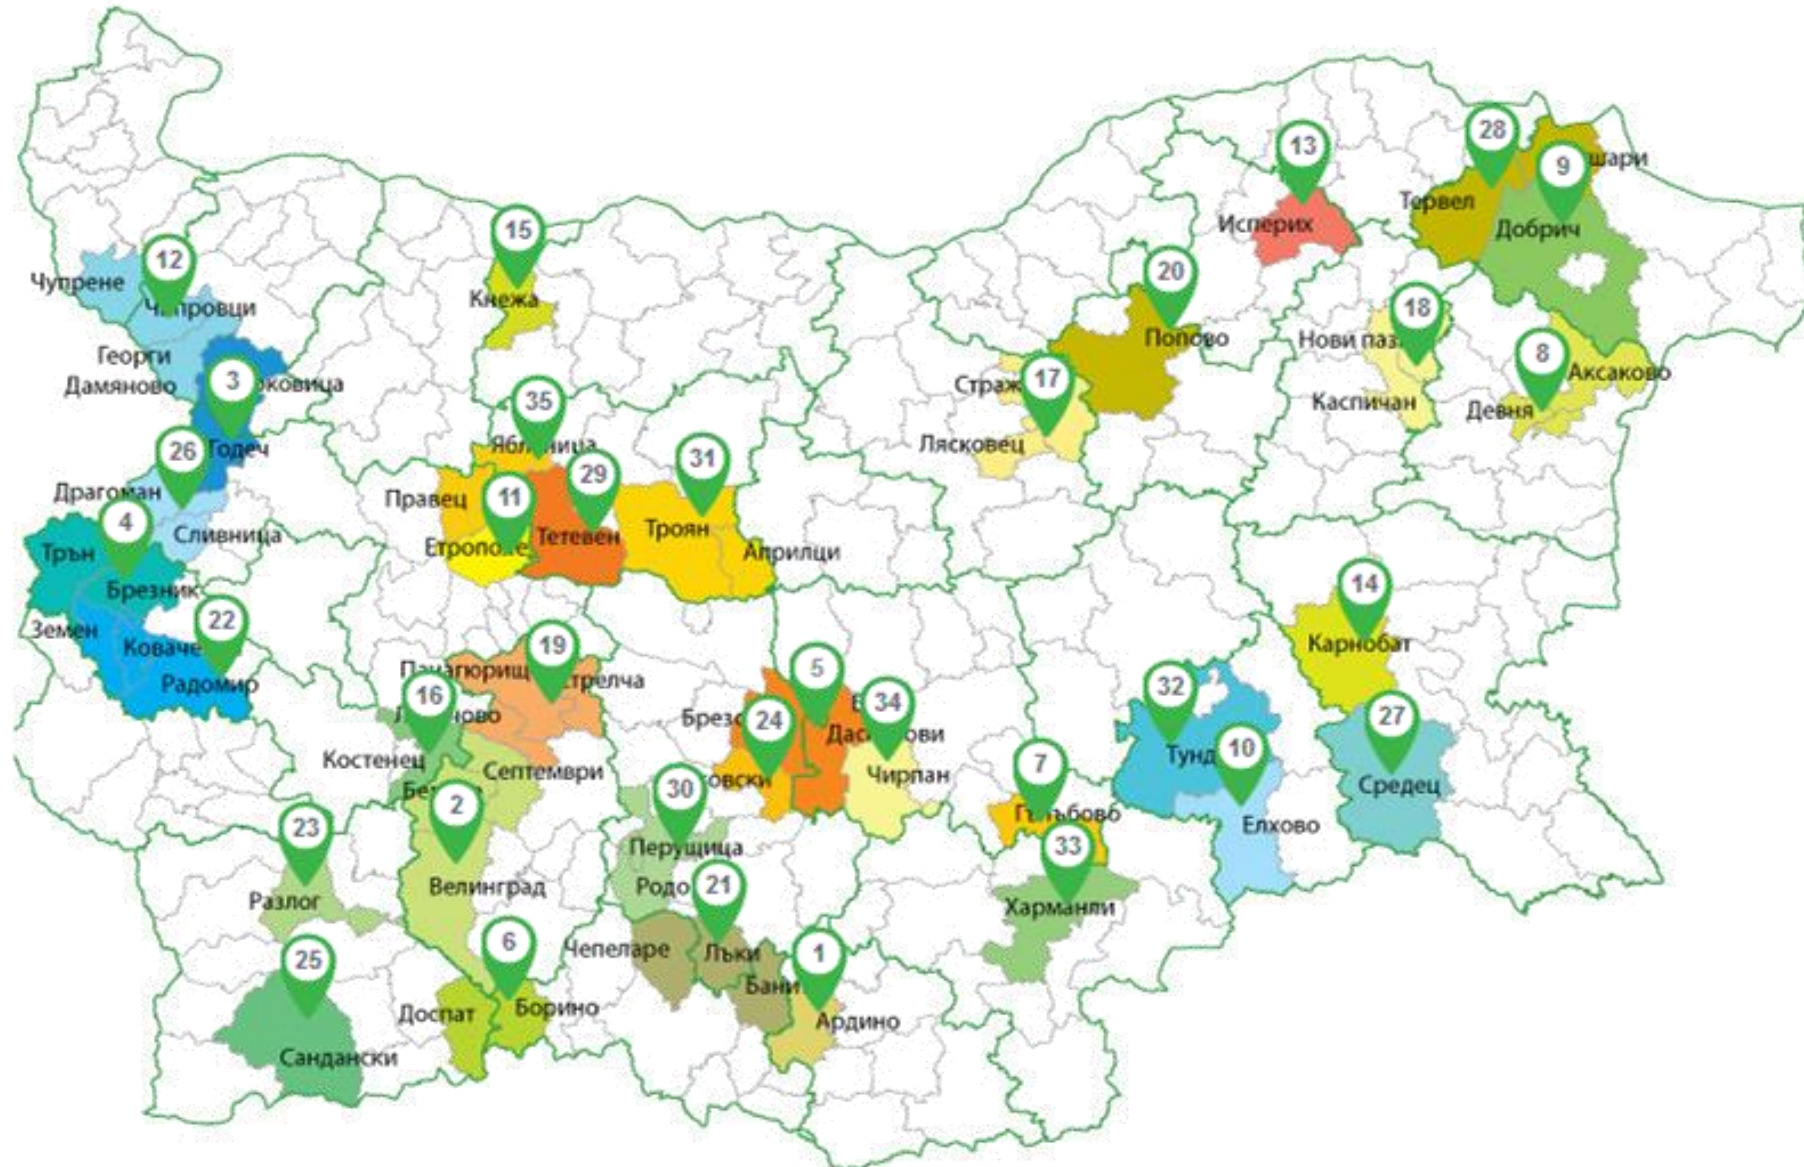 28
13
9
шари
Тервел
15
Исперих
Добрич
12
20
Чупрене
Кнежа
18
Попово
Нови
Георги
8
Дамяново
3
17
Аксаково
35
Каспичан
Девня
26
Годеч
Лясковец
31
29
Драгоман
Правец
11
4
Сливница
Тетевен
Троян
Трън
Априлци
Брезник
14
22
Земен
19
Карнобат
5
Радомир
16
32
34
27
24
10
Костенец
Септември
7
Чирпан
Средец
30
2
23
Елхово
33
Перущица
21
Велинград
Разлог
Харманли
6
Чепеларе
1
Лъки
25
Бани
Доспат
Борино
Ардино
Сандански